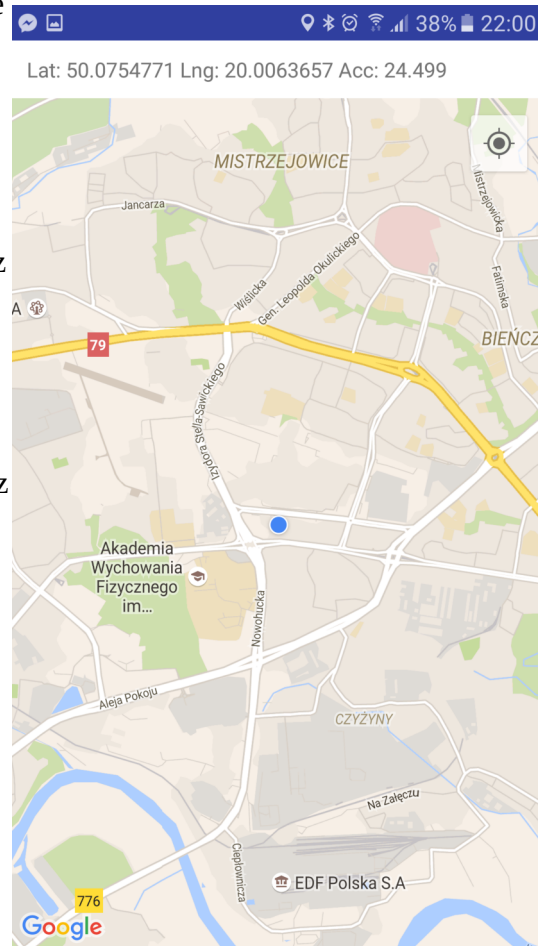 e
38% 22:00
Lat: 50.0754771 Lng: 20.0063657 Acc: 24.499
MISTRZEJOWICE
Jancarza
Mistrzejowicka
z
Gen. Leopolda Okulickiego
Wiślicka
Fatimska
A
BIEŃCZ
79
Izydora Stella-Sawickiego
z
Akademia
Wychowania
Fizycznego
im...
Nowohucka
Aleja Pokoju
CZYŻYNY
Na Załęczu
Ciepłownicza
EDF Polska S.A
776
Google